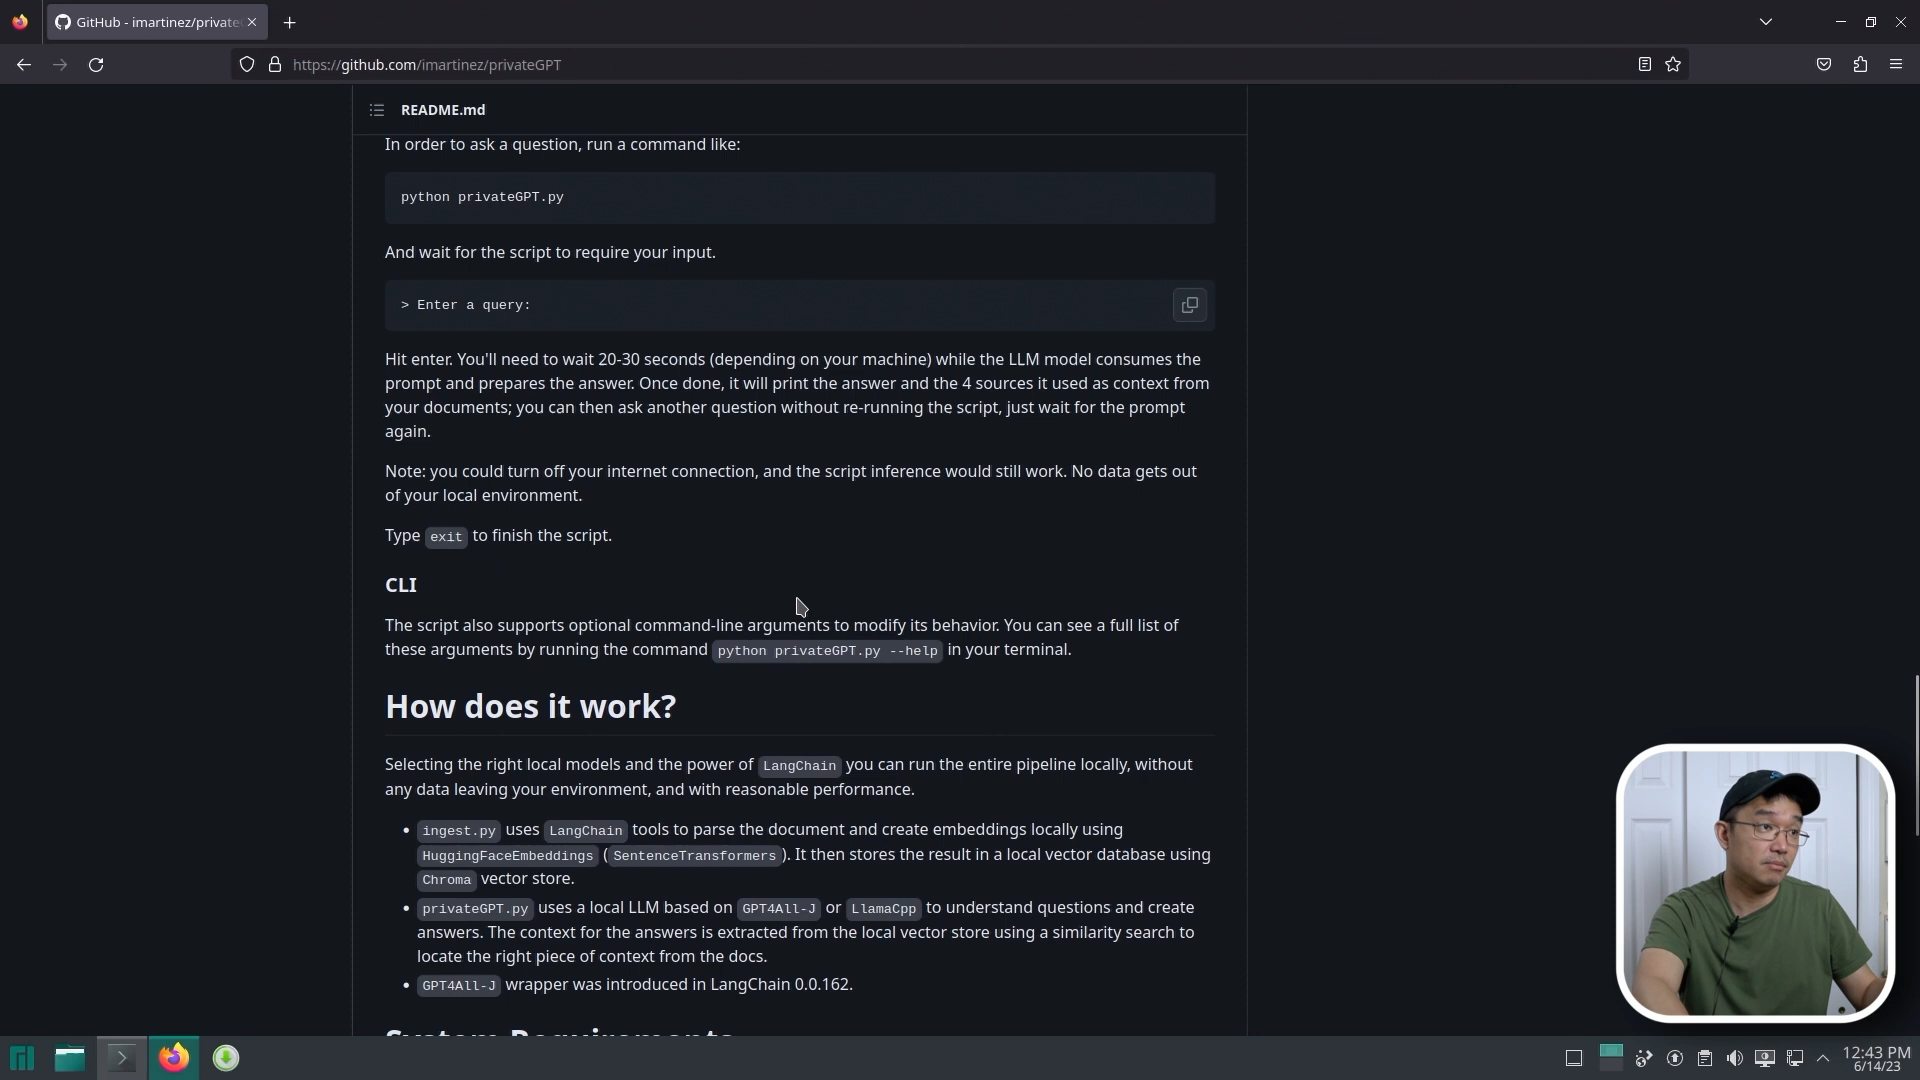 GitHub - imartinez/private
https://github.com/imartinez/privateGPT
README.md
In order to ask a question, run a command like:
python privateGPT.py
And wait for the script to require your input.
> Enter a query:
Hit enter. You'll need to wait 20-30 seconds (depending on your machine) while the LLM model consumes the
prompt and prepares the answer. Once done, it will print the answer and the 4 sources it used as context from
your documents; you can then ask another question without re-running the script, just wait for the prompt
again.
Note: you could turn off your internet connection, and the script inference would still work. No data gets out
of your local environment.
Type exit to finish the script.
CLI
The script also supports optional command-line arguments to modify its behavior. You can see a full list of
these arguments by running the command python privateGPT.py --help in your terminal.
How does it work?
Selecting the right local models and the power of LangChain you can run the entire pipeline locally, without
any data leaving your environment, and with reasonable performance.
• ingest.py uses LangChain tools to parse the document and create embeddings locally using
HuggingFaceEmbeddings (SentenceTransformers). It then stores the result in a local vector database using
Chroma vector store.
• privateGPT.py uses a local LLM based on GPT4All-J or LlamaCpp to understand questions and create
answers. The context for the answers is extracted from the local vector store using a similarity search to
locate the right piece of context from the docs.
• GPT4All-J wrapper was introduced in LangChain 0.0.162.
System Requirements
12:43 PM
6/14/23